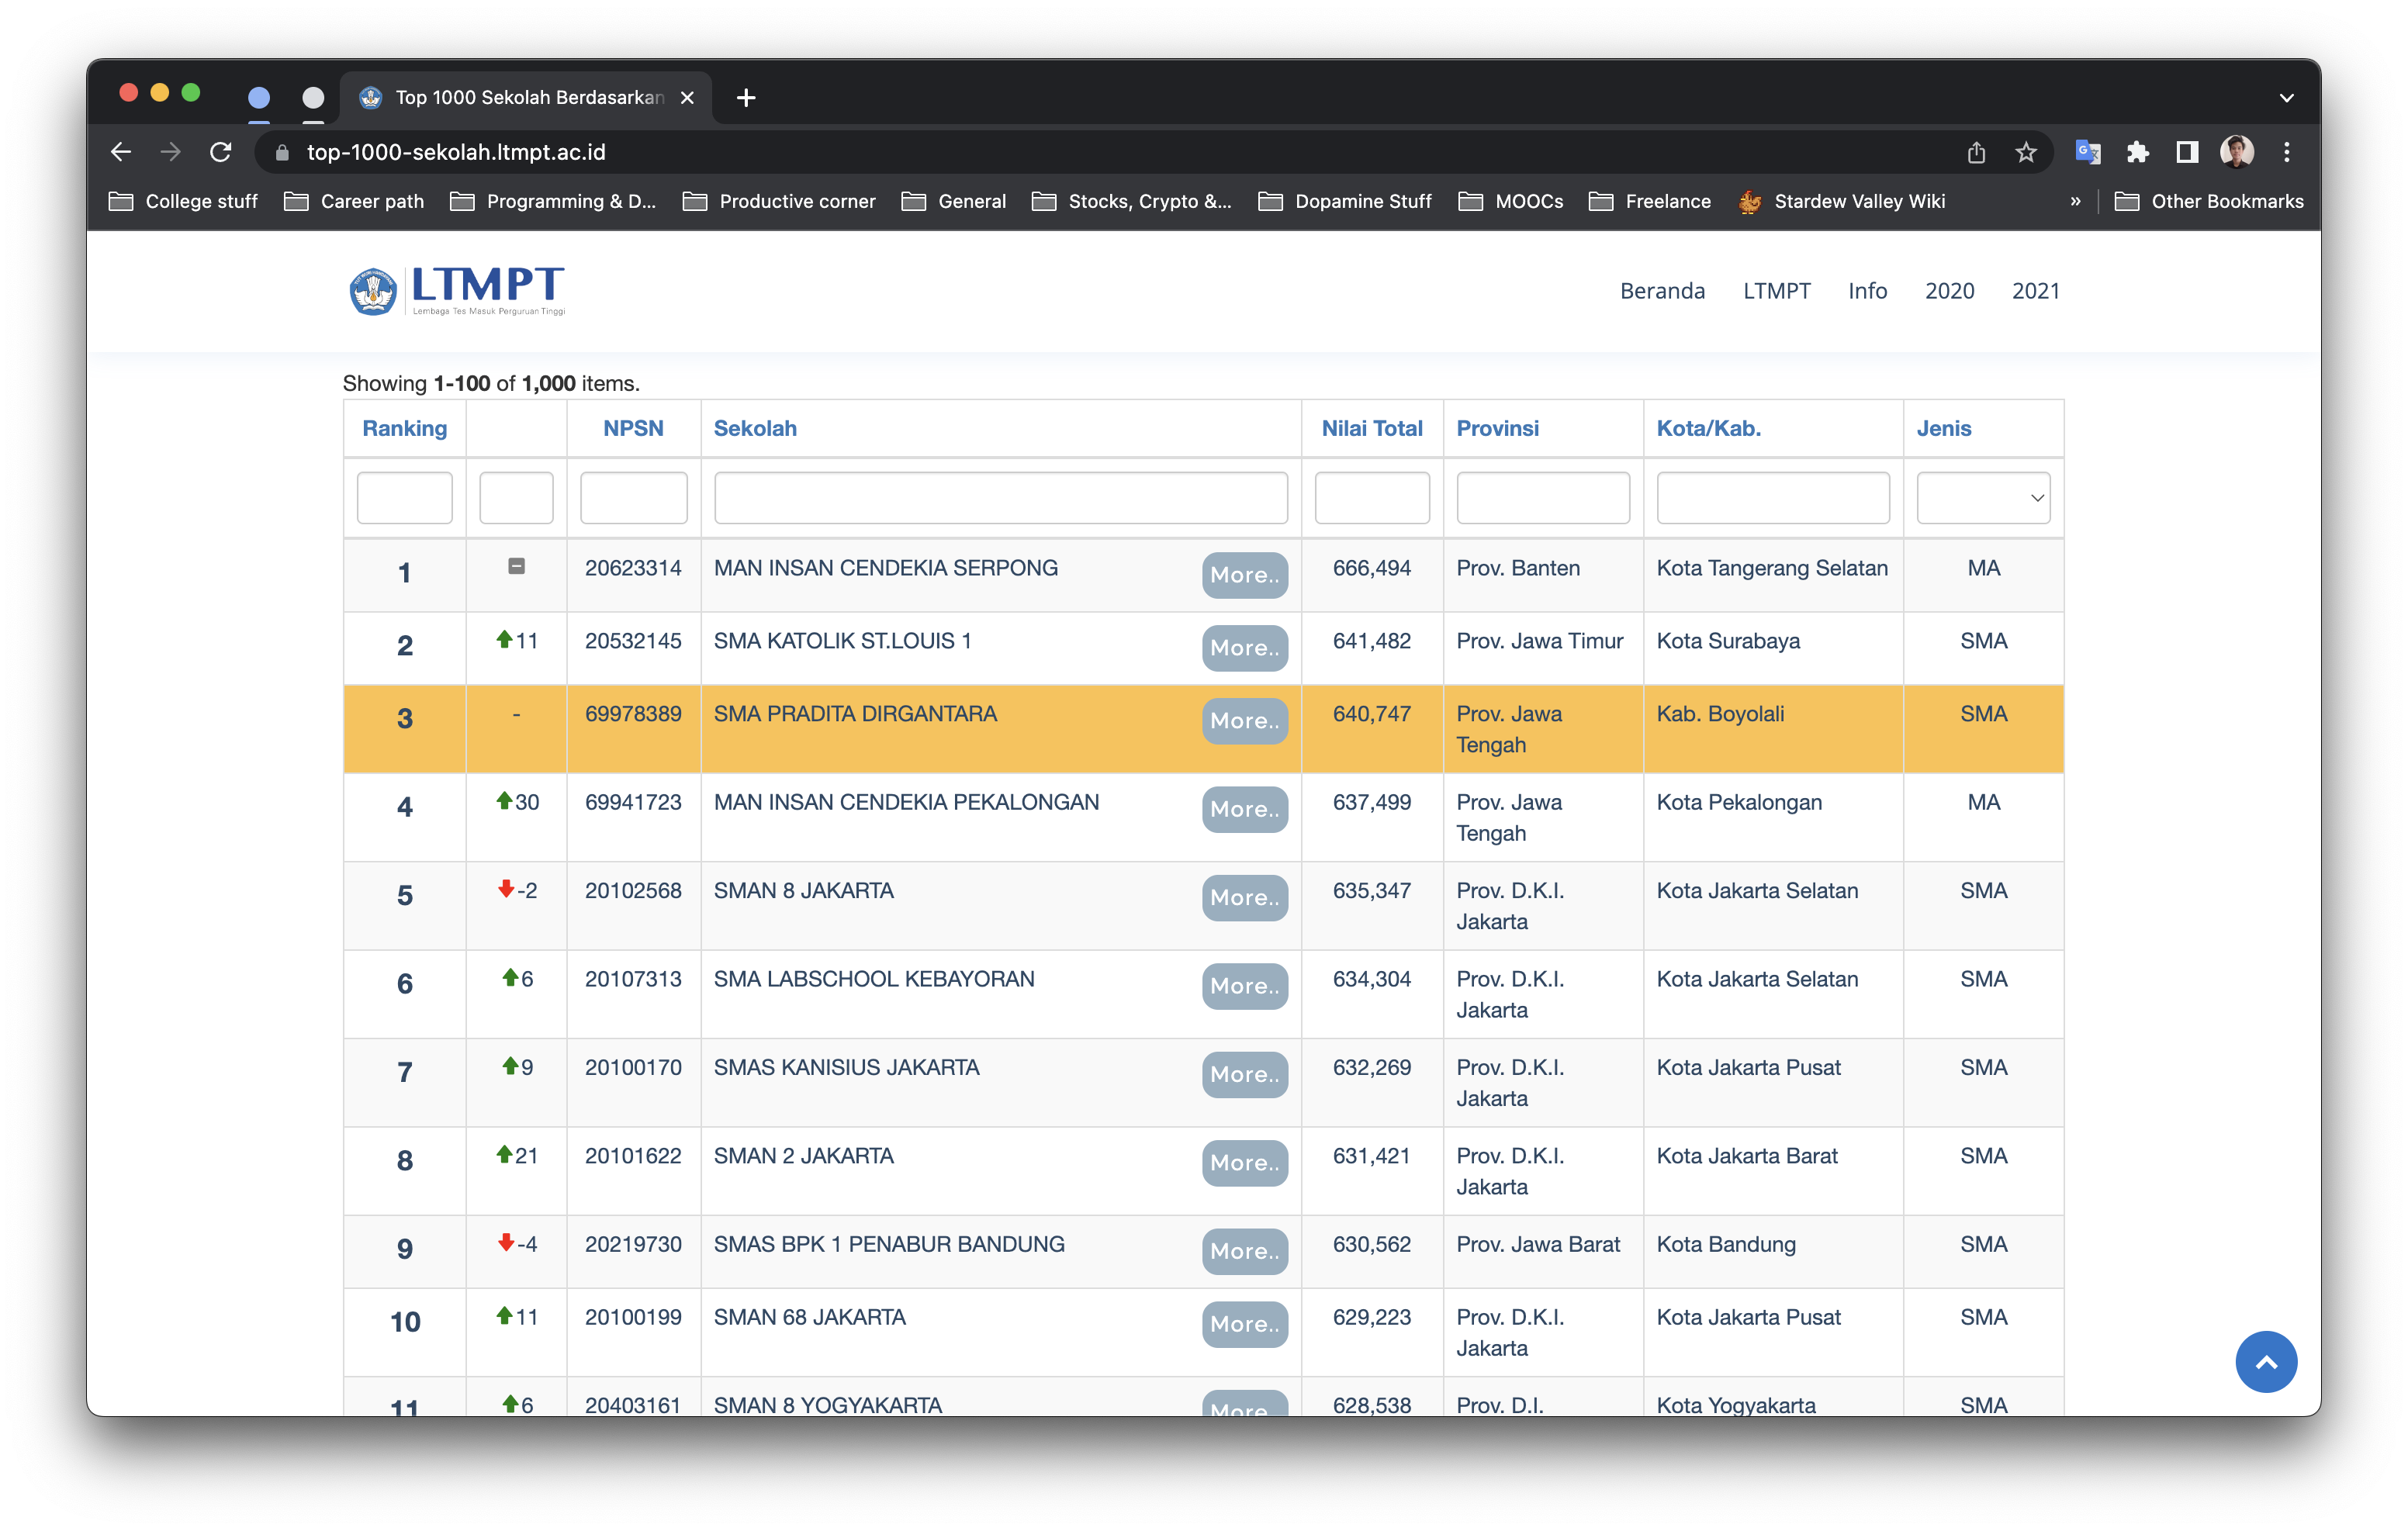 Top 1000 Sekolah Berdasarkan
top-1000-sekolah.ltmpt.ac.id
College stuff Career path Programming & D... Productive corner General Stocks, Crypto &... Dopamine Stuff MOOCs Freelance Stardew Valley Wiki » Other Bookmarks
LTMPT
Lembaga Tes Masuk Perguruan Tinggi
Beranda LTMPT Info 2020 2021
Showing 1-100 of 1,000 items.
Ranking NPSN Sekolah Nilai Total Provinsi Kota/Kab. Jenis
1 20623314 MAN INSAN CENDEKIA SERPONG More.. 666,494 Prov. Banten Kota Tangerang Selatan MA
2 11 20532145 SMA KATOLIK ST.LOUIS 1 More.. 641,482 Prov. Jawa Timur Kota Surabaya SMA
3 - 69978389 SMA PRADITA DIRGANTARA More.. 640,747 Prov. Jawa Kab. Boyolali SMA
Tengah
4 30 69941723 MAN INSAN CENDEKIA PEKALONGAN More.. 637,499 Prov. Jawa Kota Pekalongan MA
Tengah
5 -2 20102568 SMAN 8 JAKARTA More.. 635,347 Prov. D.K.I. Kota Jakarta Selatan SMA
Jakarta
6 6 20107313 SMA LABSCHOOL KEBAYORAN More.. 634,304 Prov. D.K.I. Kota Jakarta Selatan SMA
Jakarta
7 9 20100170 SMAS KANISIUS JAKARTA More.. 632,269 Prov. D.K.I. Kota Jakarta Pusat SMA
Jakarta
8 21 20101622 SMAN 2 JAKARTA More.. 631,421 Prov. D.K.I. Kota Jakarta Barat SMA
Jakarta
9 -4 20219730 SMAS BPK 1 PENABUR BANDUNG More.. 630,562 Prov. Jawa Barat Kota Bandung SMA
10 11 20100199 SMAN 68 JAKARTA More.. 629,223 Prov. D.K.I. Kota Jakarta Pusat SMA
Jakarta
11 6 20403161 SMAN 8 YOGYAKARTA More.. 628,538 Prov. D.I. Kota Yogyakarta SMA